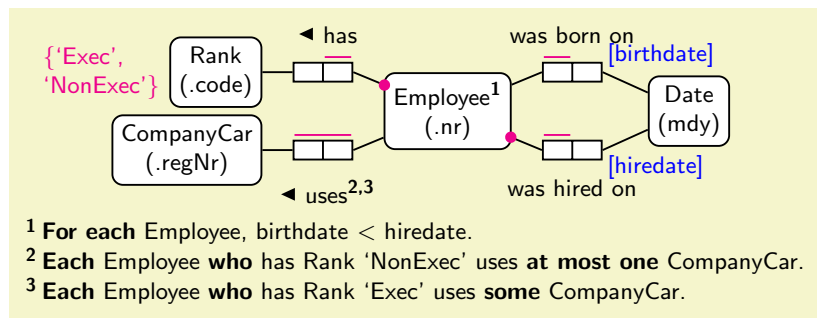 ◄ has
was born on
{‘Exec’,
‘NonExec’}
Rank
(.code)
[birthdate]
Employee¹
(.nr)
Date
(mdy)
CompanyCar
(.regNr)
[hiredate]
◄ uses²,³
was hired on
¹ For each Employee, birthdate < hiredate.
² Each Employee who has Rank ‘NonExec’ uses at most one CompanyCar.
³ Each Employee who has Rank ‘Exec’ uses some CompanyCar.